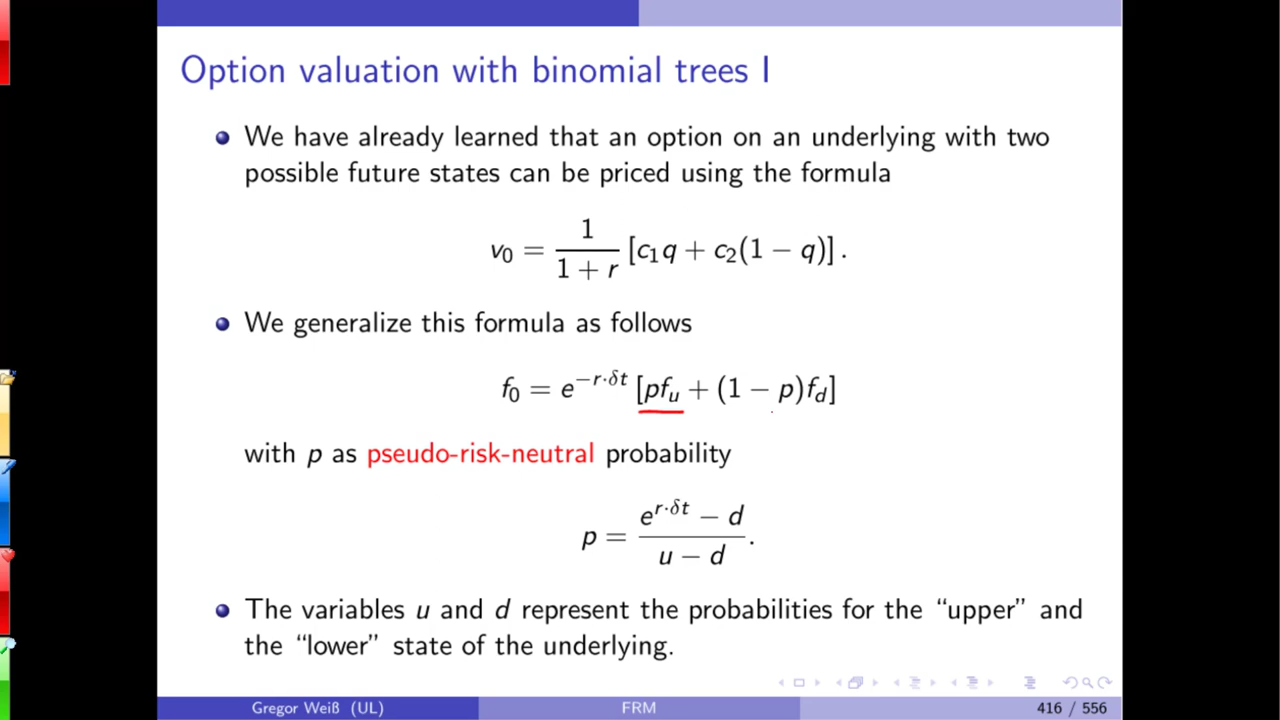 Option valuation with binomial trees I
We have already learned that an option on an underlying with two
possible future states can be priced using the formula
v₀ = 1/(1 + r) [c₁q + c₂(1 − q)] .
We generalize this formula as follows
f₀ = e^{−r·δt} [pf_u + (1 − p)f_d]
with p as pseudo-risk-neutral probability
p = (e^{r·δt} − d)/(u − d) .
The variables u and d represent the probabilities for the “upper” and
the “lower” state of the underlying.
Gregor Weiß (UL) FRM 416 / 556